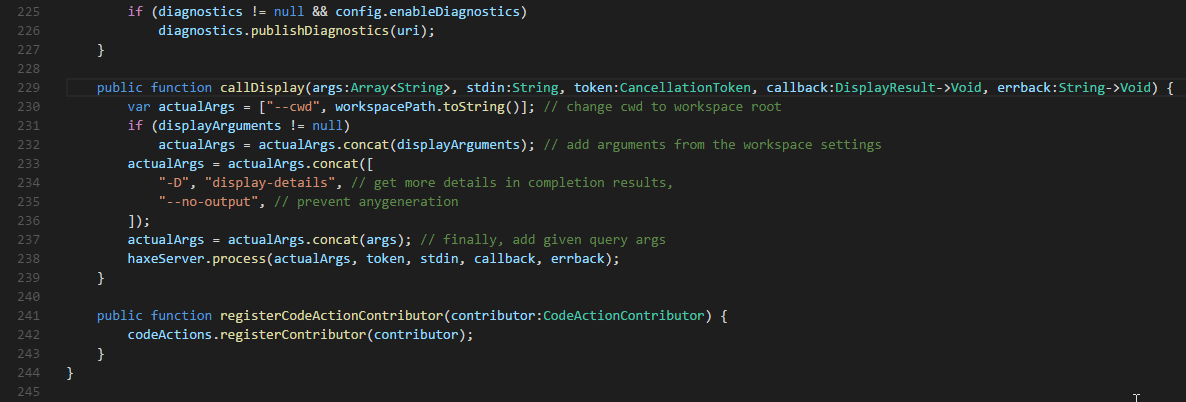 225 if (diagnostics != null && config.enableDiagnostics)
226 diagnostics.publishDiagnostics(uri);
227 }
228
229 public function callDisplay(args:Array<String>, stdin:String, token:CancellationToken, callback:DisplayResult->Void, errback:String->Void) {
230 var actualArgs = ["--cwd", workspacePath.toString()]; // change cwd to workspace root
231 if (displayArguments != null)
232 actualArgs = actualArgs.concat(displayArguments); // add arguments from the workspace settings
233 actualArgs = actualArgs.concat([
234 "-D", "display-details", // get more details in completion results,
235 "--no-output", // prevent anygeneration
236 ]);
237 actualArgs = actualArgs.concat(args); // finally, add given query args
238 haxeServer.process(actualArgs, token, stdin, callback, errback);
239 }
240
241 public function registerCodeActionContributor(contributor:CodeActionContributor) {
242 codeActions.registerContributor(contributor);
243 }
244 }
245